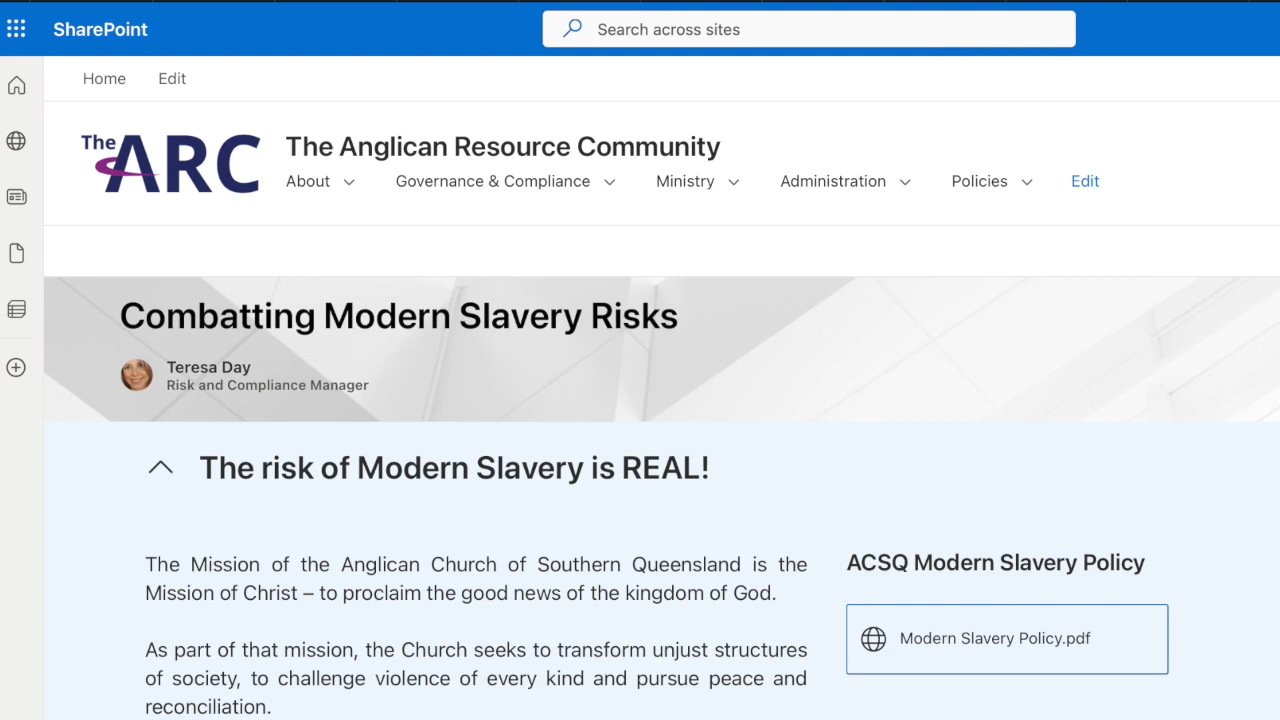 SharePoint
Search across sites
Home Edit
The ARC
The Anglican Resource Community
About Governance & Compliance Ministry Administration Policies Edit
Combatting Modern Slavery Risks
Teresa Day
Risk and Compliance Manager
The risk of Modern Slavery is REAL!
The Mission of the Anglican Church of Southern Queensland is the
Mission of Christ – to proclaim the good news of the kingdom of God.
As part of that mission, the Church seeks to transform unjust structures
of society, to challenge violence of every kind and pursue peace and
reconciliation.
ACSQ Modern Slavery Policy
Modern Slavery Policy.pdf